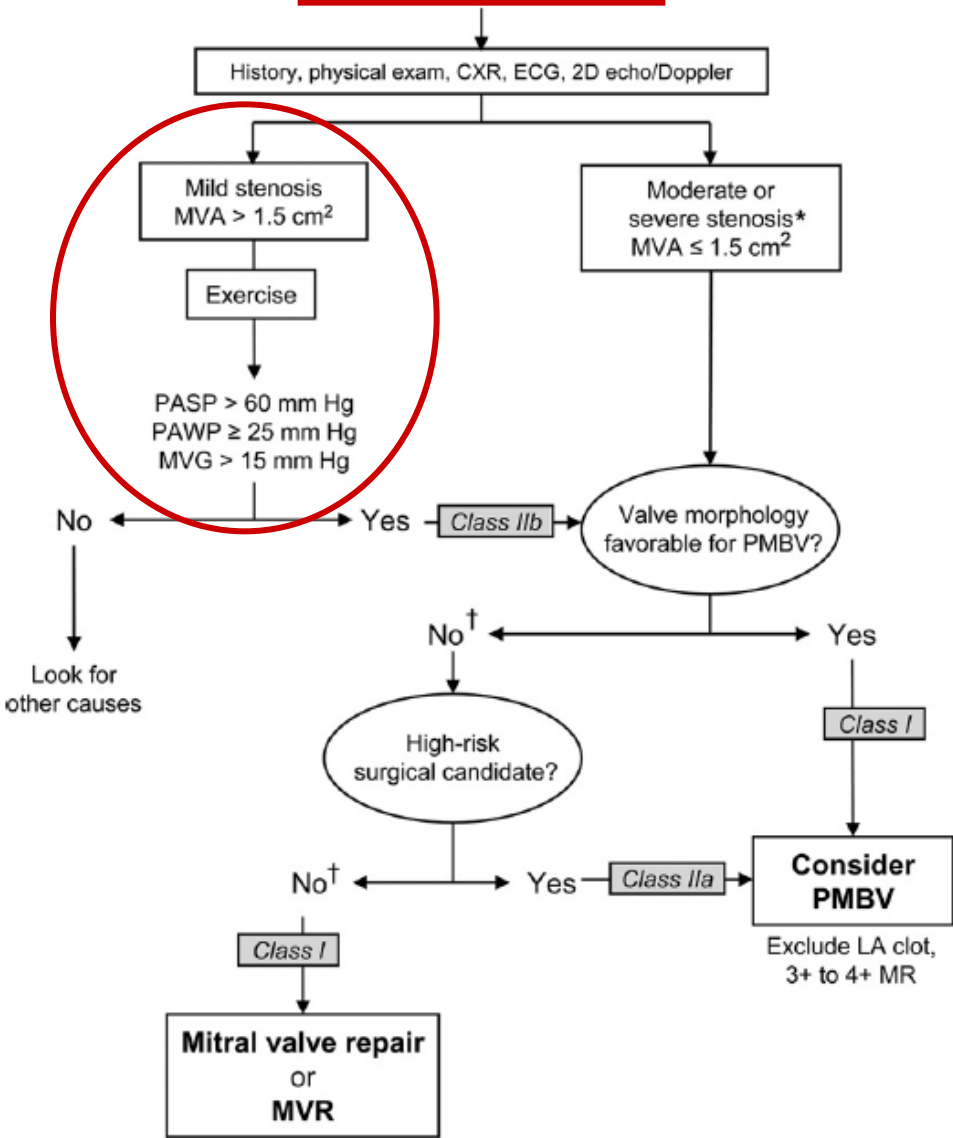 History, physical exam, CXR, ECG, 2D echo/Doppler
Mild stenosis
MVA > 1.5 cm²
Moderate or
severe stenosis*
MVA ≤ 1.5 cm²
Exercise
PASP > 60 mm Hg
PAWP ≥ 25 mm Hg
MVG > 15 mm Hg
No
Yes
Class IIb
Valve morphology
favorable for PMBV?
Look for
other causes
No†
Yes
Class I
High-risk
surgical candidate?
No†
Yes
Class IIa
Consider
PMBV
Exclude LA clot,
3+ to 4+ MR
Class I
Mitral valve repair
or
MVR